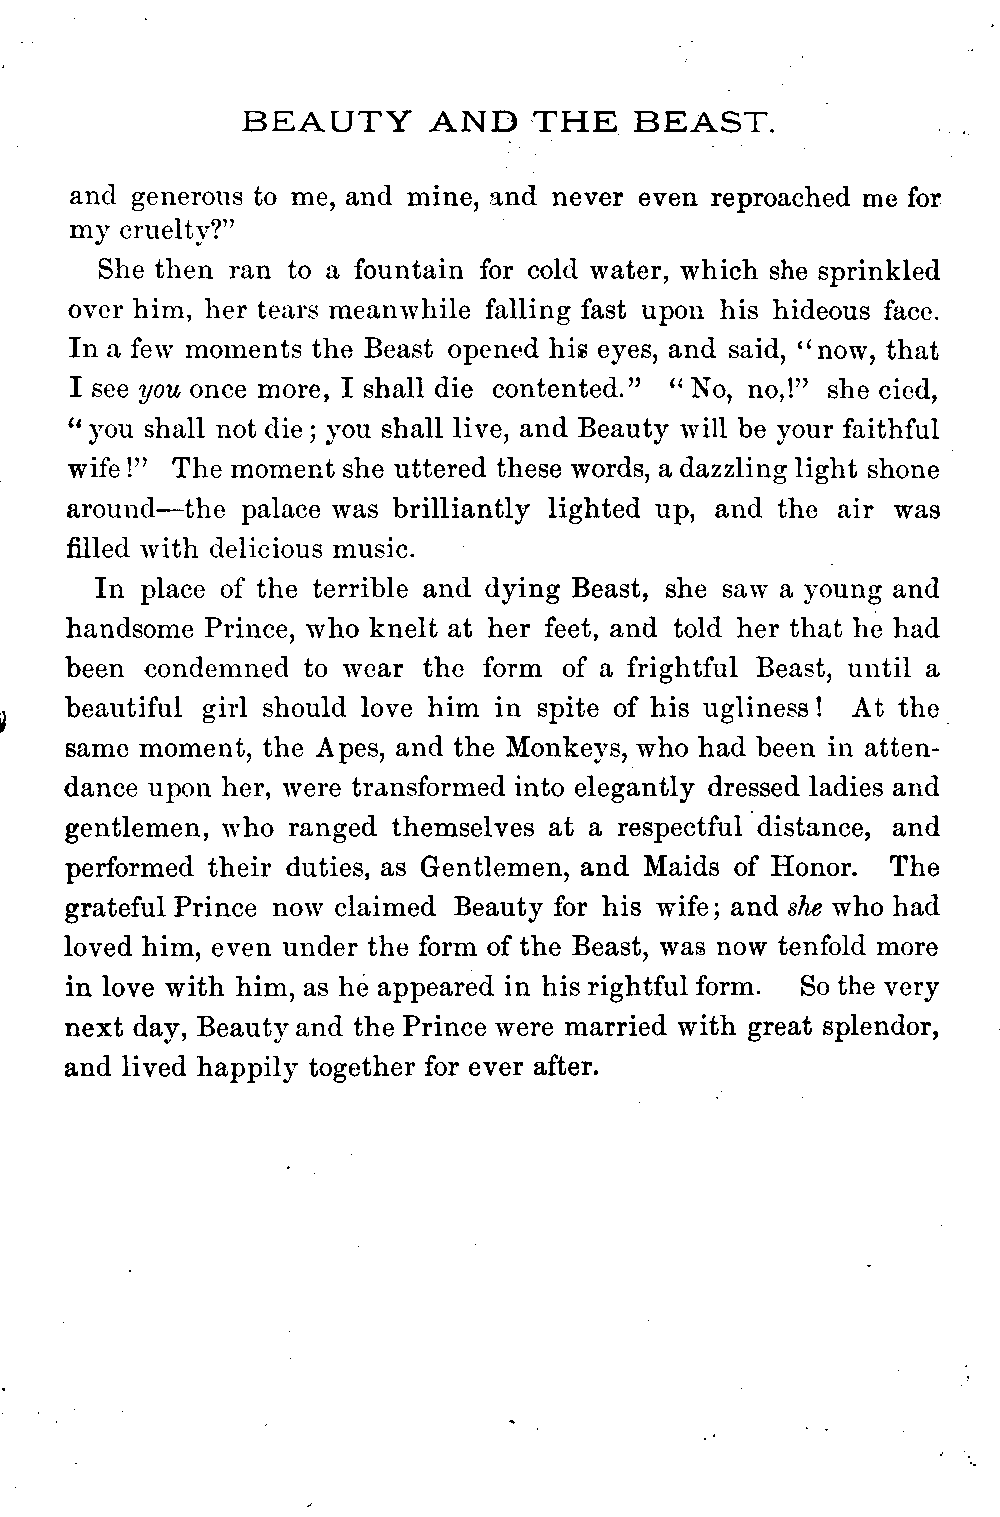 BEAUTY AND THE BEAST.
and generous to me, and mine, and never even reproached me for
my cruelty?”
She then ran to a fountain for cold water, which she sprinkled
over him, her tears meanwhile falling fast upon his hideous face.
In a few moments the Beast opened his eyes, and said, “now, that
I see you once more, I shall die contented.” “No, no,!” she cied,
“you shall not die; you shall live, and Beauty will be your faithful
wife!” The moment she uttered these words, a dazzling light shone
around—the palace was brilliantly lighted up, and the air was
filled with delicious music.
In place of the terrible and dying Beast, she saw a young and
handsome Prince, who knelt at her feet, and told her that he had
been condemned to wear the form of a frightful Beast, until a
beautiful girl should love him in spite of his ugliness! At the
same moment, the Apes, and the Monkeys, who had been in atten-
dance upon her, were transformed into elegantly dressed ladies and
gentlemen, who ranged themselves at a respectful distance, and
performed their duties, as Gentlemen, and Maids of Honor. The
grateful Prince now claimed Beauty for his wife; and she who had
loved him, even under the form of the Beast, was now tenfold more
in love with him, as he appeared in his rightful form. So the very
next day, Beauty and the Prince were married with great splendor,
and lived happily together for ever after.